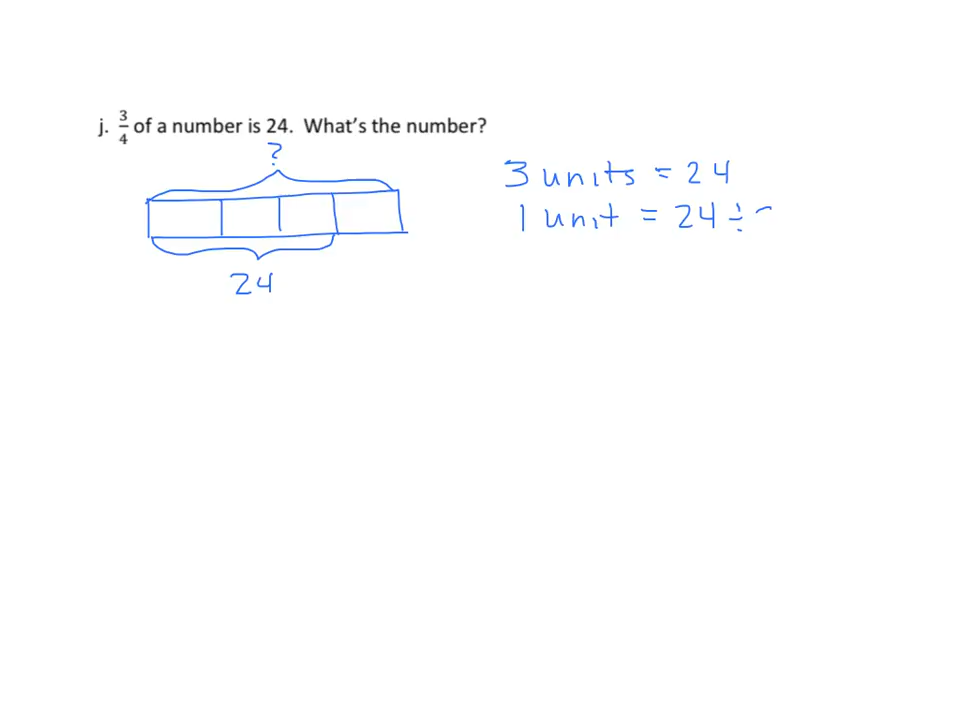 j. 3/4 of a number is 24. What's the number?
?
24
3 units = 24
1 unit = 24 ÷